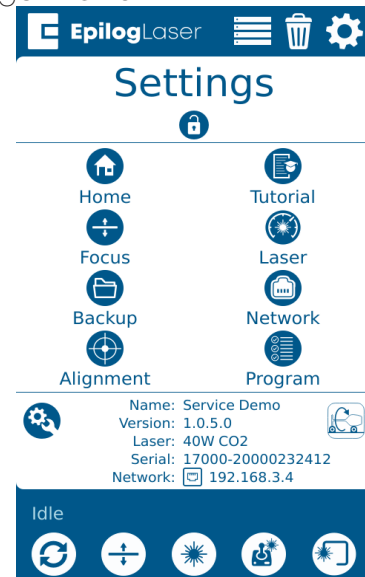 EpilogLaser
Settings
Home Tutorial
Focus Laser
Backup Network
Alignment Program
Name: Service Demo
Version: 1.0.5.0
Laser: 40W CO2
Serial: 17000-20000232412
Network: 192.168.3.4
Idle